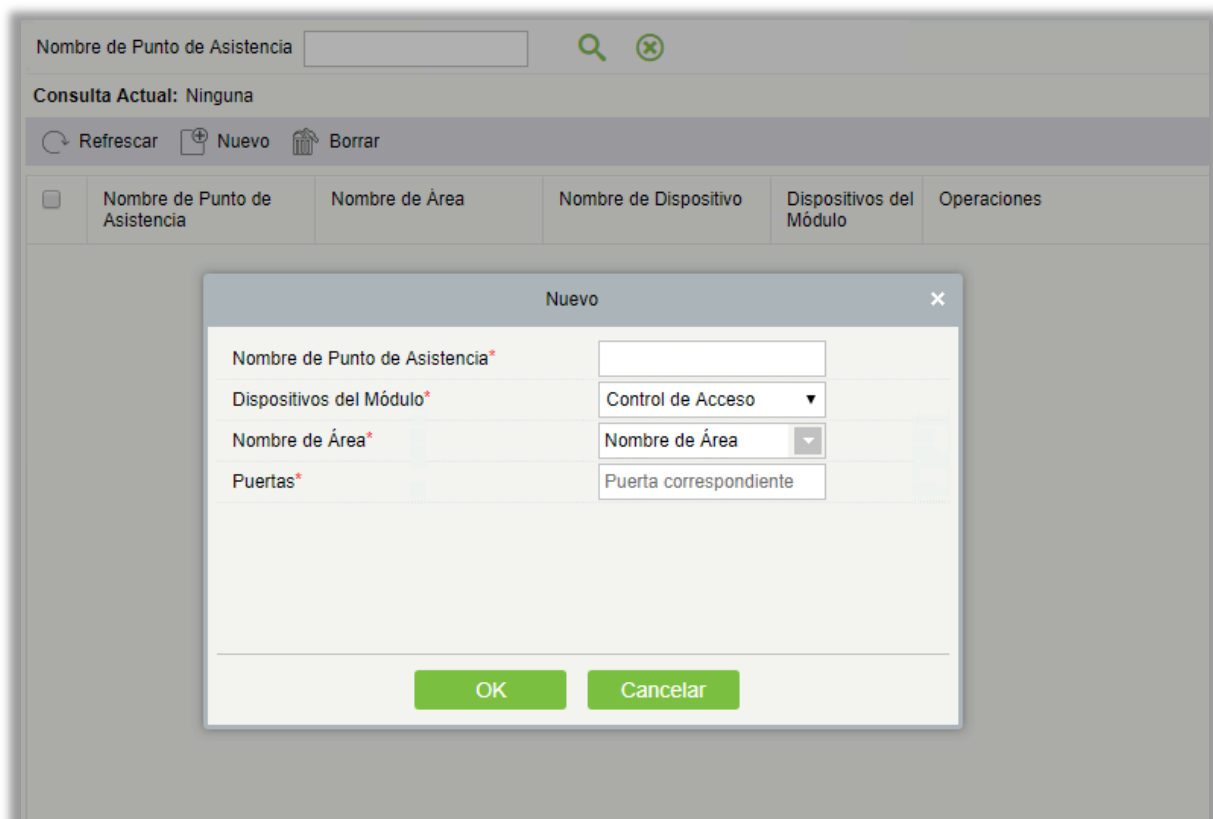 Nombre de Punto de Asistencia
Consulta Actual: Ninguna
Refrescar Nuevo Borrar
Nombre de Punto de Asistencia Nombre de Área Nombre de Dispositivo Dispositivos del Módulo Operaciones
Nuevo
Nombre de Punto de Asistencia*
Dispositivos del Módulo* Control de Acceso
Nombre de Área* Nombre de Área
Puertas* Puerta correspondiente
OK Cancelar